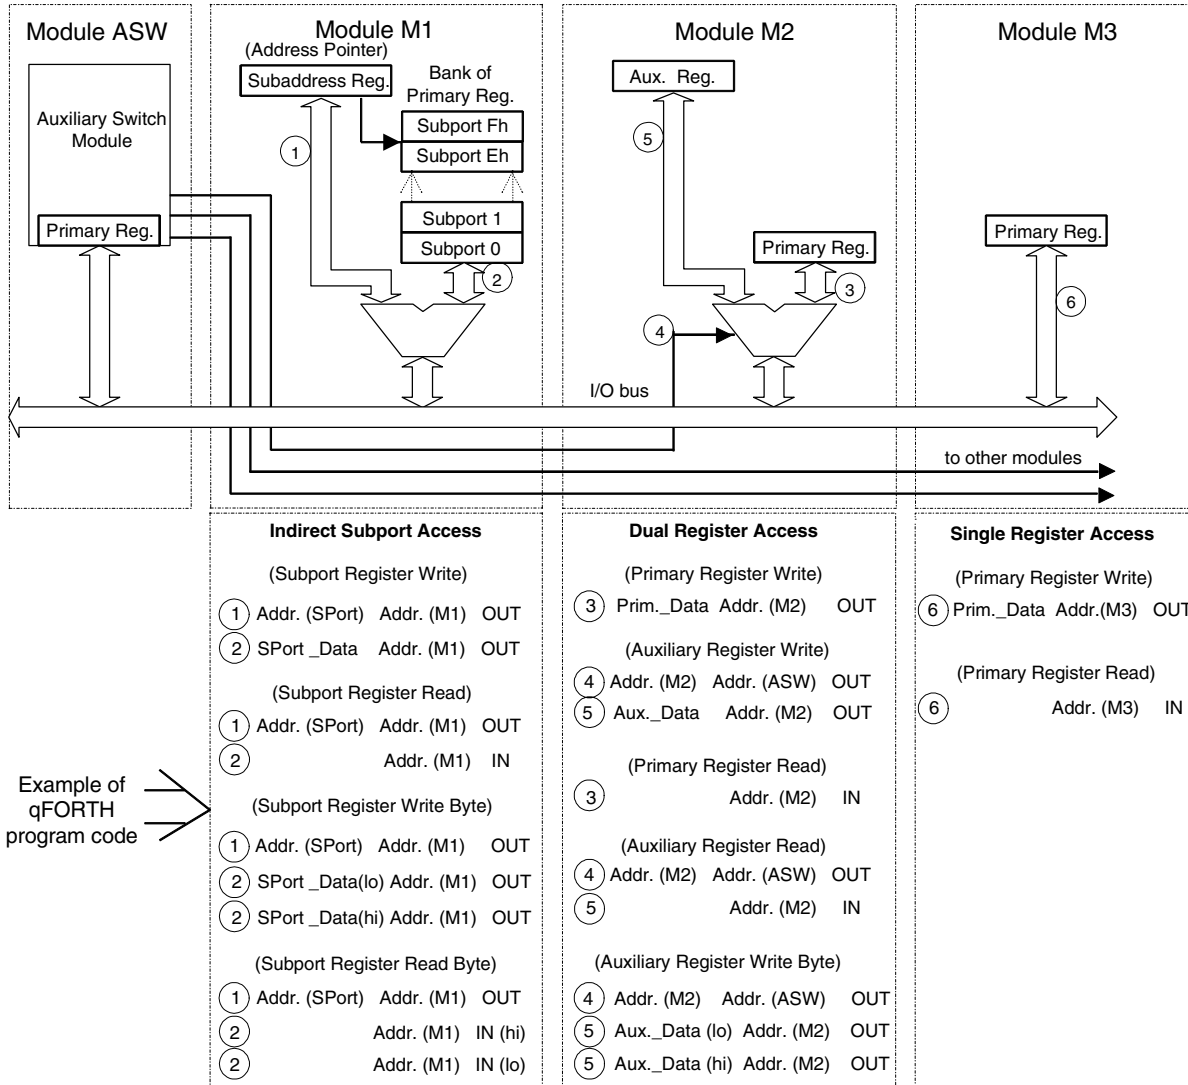 Module ASW
Auxiliary Switch
Module
Primary Reg.
Module M1
(Address Pointer)
Subaddress Reg.
Bank of
Primary Reg.
Subport Fh
Subport Eh
Subport 1
Subport 0
1
2
Module M2
Aux. Reg.
5
Primary Reg.
3
4
Module M3
Primary Reg.
6
I/O bus
to other modules
Example of
qFORTH
program code
Indirect Subport Access
(Subport Register Write)
1 Addr. (SPort) Addr. (M1) OUT
2 SPort _Data Addr. (M1) OUT
(Subport Register Read)
1 Addr. (SPort) Addr. (M1) OUT
2 Addr. (M1) IN
(Subport Register Write Byte)
1 Addr. (SPort) Addr. (M1) OUT
2 SPort _Data(lo) Addr. (M1) OUT
2 SPort _Data(hi) Addr. (M1) OUT
(Subport Register Read Byte)
1 Addr. (SPort) Addr. (M1) OUT
2 Addr. (M1) IN (hi)
2 Addr. (M1) IN (lo)
Dual Register Access
(Primary Register Write)
3 Prim._Data Addr. (M2) OUT
(Auxiliary Register Write)
4 Addr. (M2) Addr. (ASW) OUT
5 Aux._Data Addr. (M2) OUT
(Primary Register Read)
3 Addr. (M2) IN
(Auxiliary Register Read)
4 Addr. (M2) Addr. (ASW) OUT
5 Addr. (M2) IN
(Auxiliary Register Write Byte)
4 Addr. (M2) Addr. (ASW) OUT
5 Aux._Data (lo) Addr. (M2) OUT
5 Aux._Data (hi) Addr. (M2) OUT
Single Register Access
(Primary Register Write)
6 Prim._Data Addr.(M3) OUT
(Primary Register Read)
6 Addr. (M3) IN